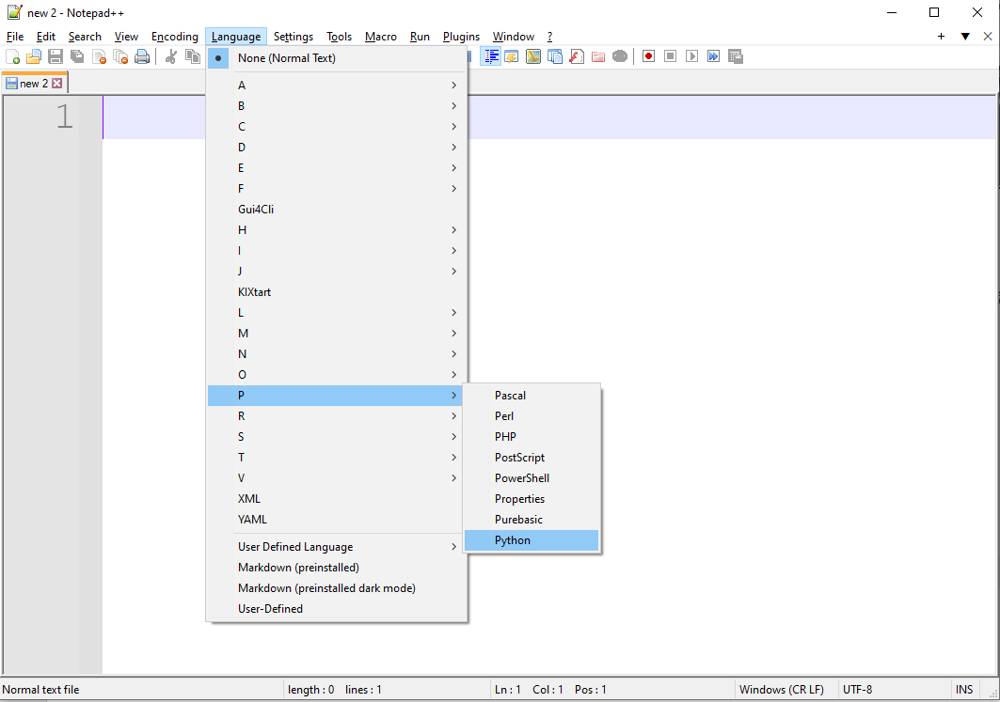 new 2 - Notepad++
File Edit Search View Encoding Language Settings Tools Macro Run Plugins Window ?
new 2
1
None (Normal Text)
A
B
C
D
E
F
Gui4Cli
H
I
J
KIXtart
L
M
N
O
P
R
S
T
V
XML
YAML
User Defined Language
Markdown (preinstalled)
Markdown (preinstalled dark mode)
User-Defined
Pascal
Perl
PHP
PostScript
PowerShell
Properties
Purebasic
Python
Normal text file length : 0 lines : 1 Ln : 1 Col : 1 Pos : 1 Windows (CR LF) UTF-8 INS